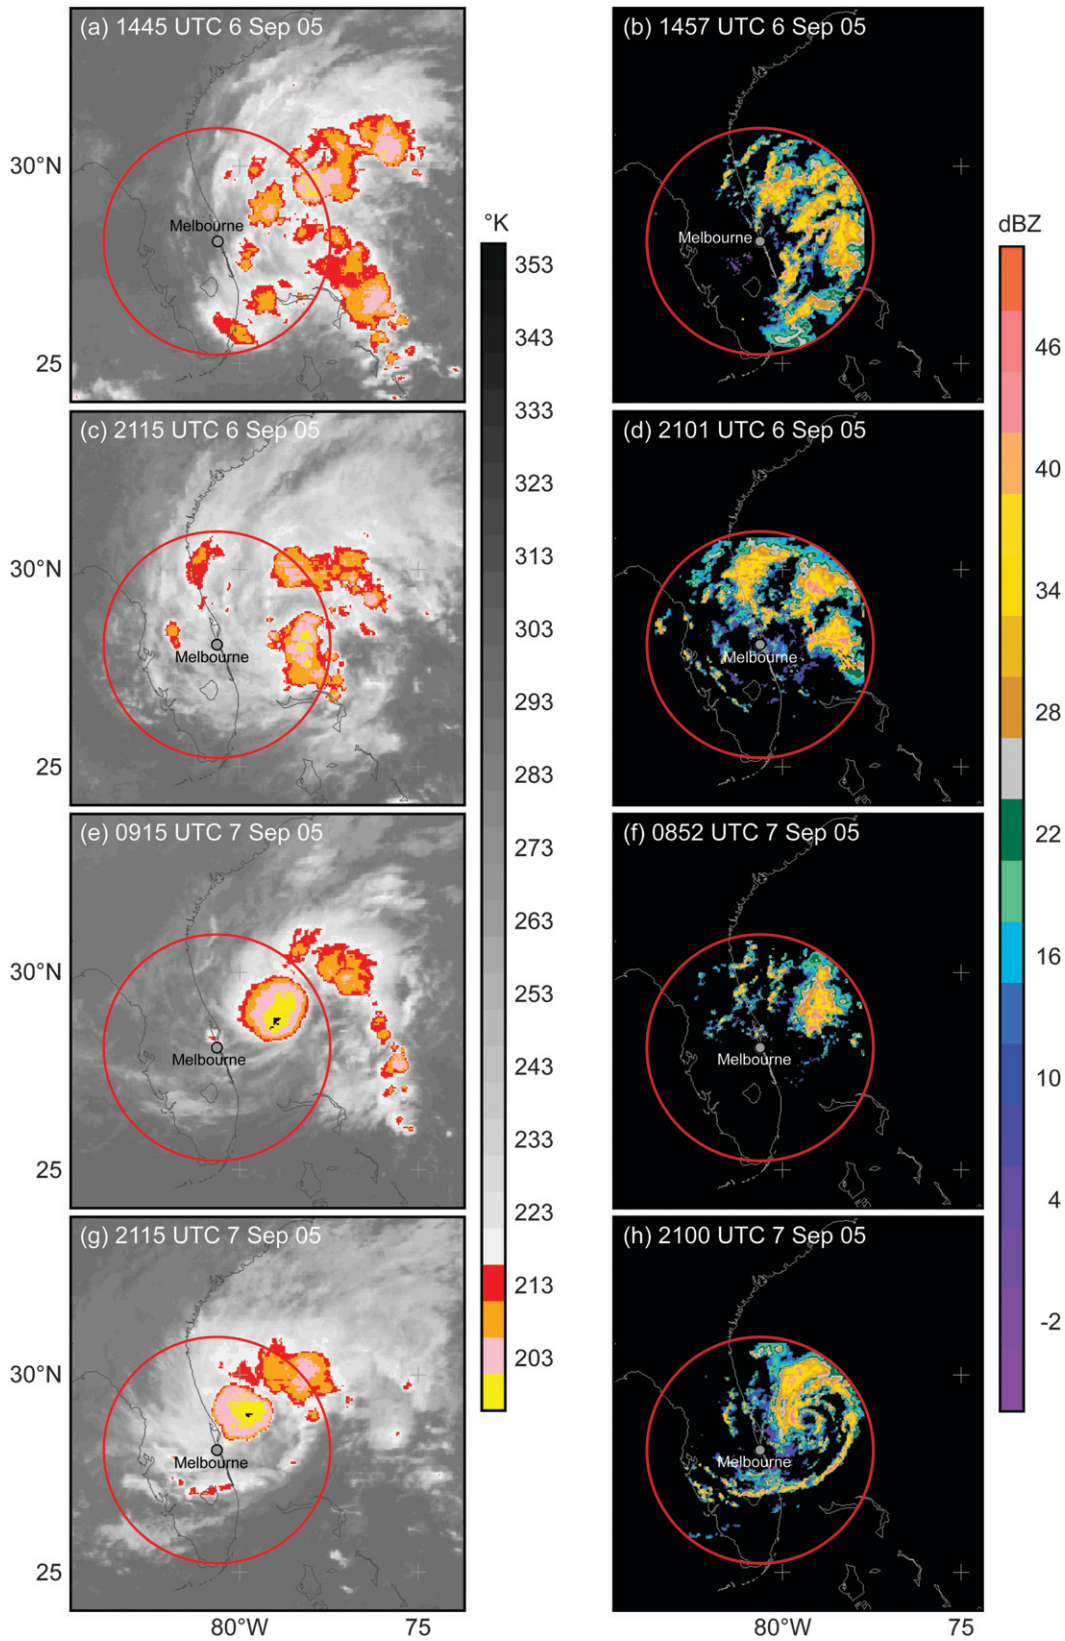 (a) 1445 UTC 6 Sep 05
(b) 1457 UTC 6 Sep 05
30°N
Melbourne
Melbourne
25
°K
dBZ
(c) 2115 UTC 6 Sep 05
(d) 2101 UTC 6 Sep 05
30°N
Melbourne
Melbourne
25
(e) 0915 UTC 7 Sep 05
(f) 0852 UTC 7 Sep 05
30°N
Melbourne
Melbourne
25
(g) 2115 UTC 7 Sep 05
(h) 2100 UTC 7 Sep 05
30°N
Melbourne
Melbourne
25
80°W
75
80°W
75
353
343
333
323
313
303
293
283
273
263
253
243
233
223
213
203
46
40
34
28
22
16
10
4
-2